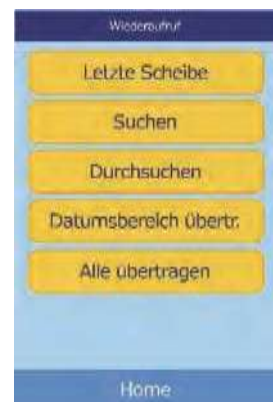 Wiederaufruf
Letzte Scheibe
Suchen
Durchsuchen
Datumsbereich übertr.
Alle übertragen
Home